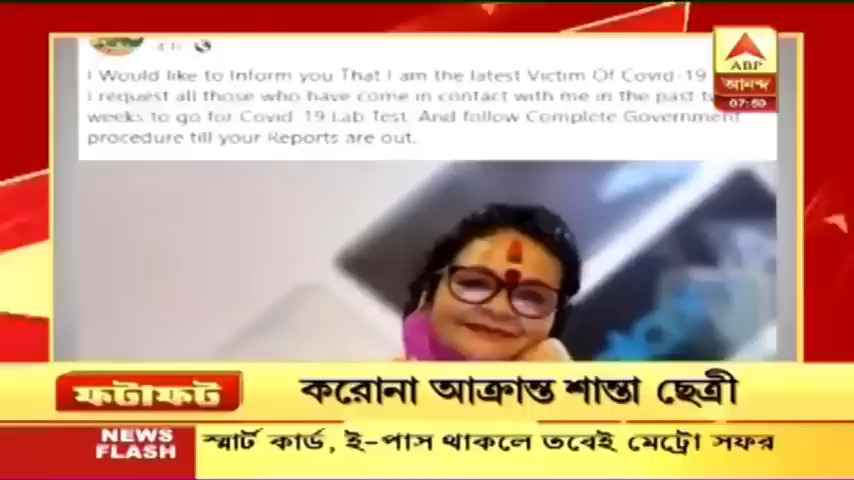 I Would like to Inform you That I am the latest Victim Of Covid-19
I request all those who have come in contact with me in the past
weeks to go for Covid-19 Lab Test. And follow Complete Government
procedure till your Reports are out.
ABP
আনন্দ
07:59
ফটাফট
করোনা আক্রান্ত শান্তা ছেত্রী
NEWS
FLASH
স্মার্ট কার্ড, ই-পাস থাকলে তবেই মেট্রো সফর